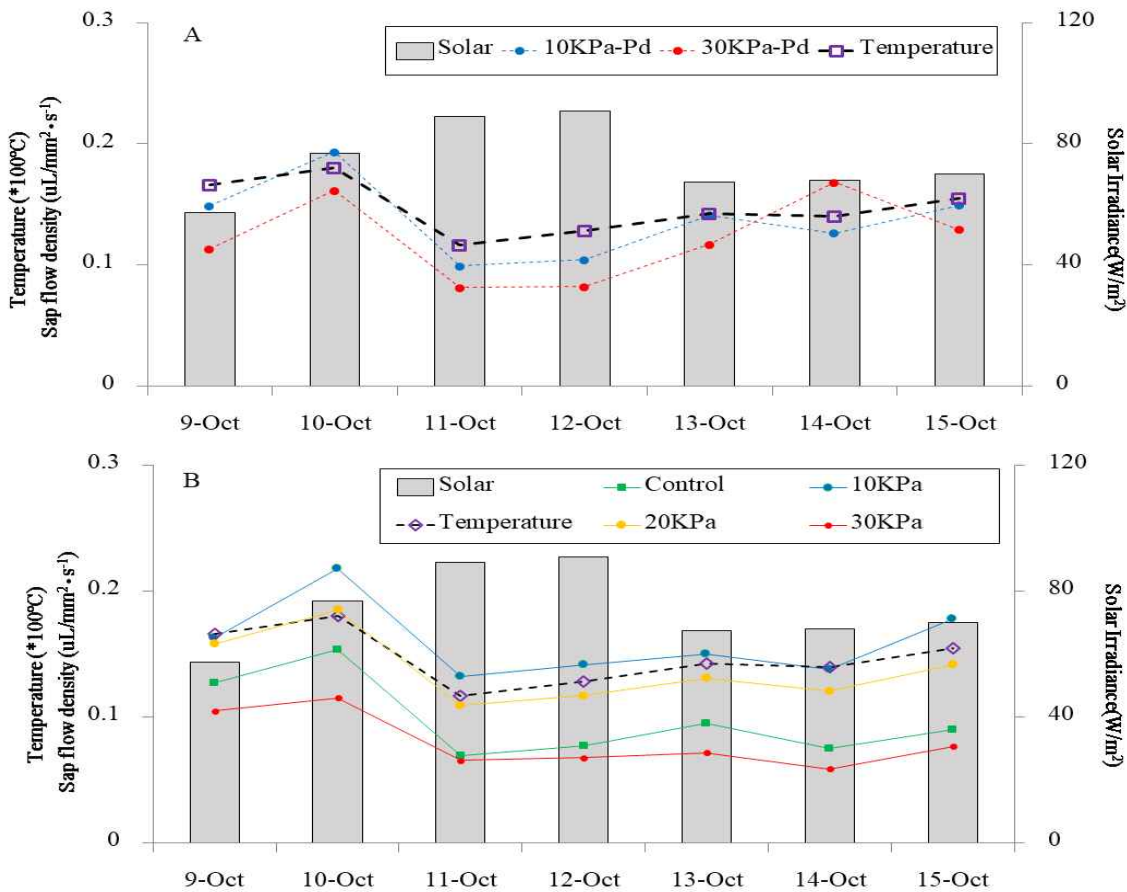 0.3
120
A
Solar
10KPa-Pd
30KPa-Pd
Temperature
0.2
80
0.1
40
0
0
Temperature (*100℃)
Sap flow density (uL/mm²•s⁻¹)
Solar Irradiance(W/m²)
9-Oct
10-Oct
11-Oct
12-Oct
13-Oct
14-Oct
15-Oct
0.3
120
B
Solar
Control
10KPa
Temperature
20KPa
30KPa
0.2
80
0.1
40
0
0
Temperature (*100℃)
Sap flow density (uL/mm²•s⁻¹)
Solar Irradiance(W/m²)
9-Oct
10-Oct
11-Oct
12-Oct
13-Oct
14-Oct
15-Oct